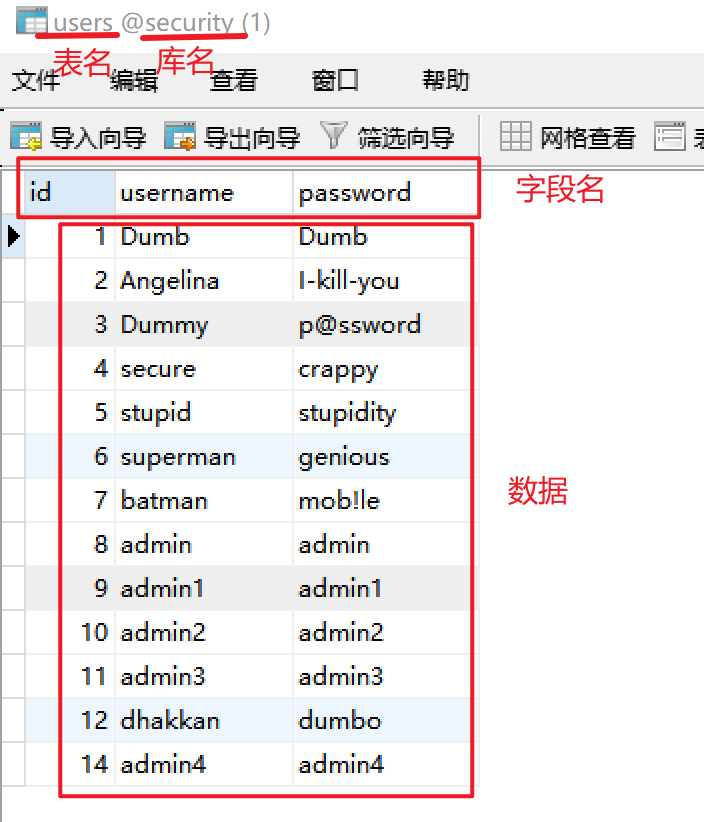 users @security (1)
表名 库名
文件 编辑 查看 窗口 帮助
导入向导 导出向导 筛选向导 网格查看
id username password 字段名
1 Dumb Dumb
2 Angelina I-kill-you
3 Dummy p@ssword
4 secure crappy
5 stupid stupidity
6 superman genious
7 batman mob!le
数据
8 admin admin
9 admin1 admin1
10 admin2 admin2
11 admin3 admin3
12 dhakkan dumbo
14 admin4 admin4